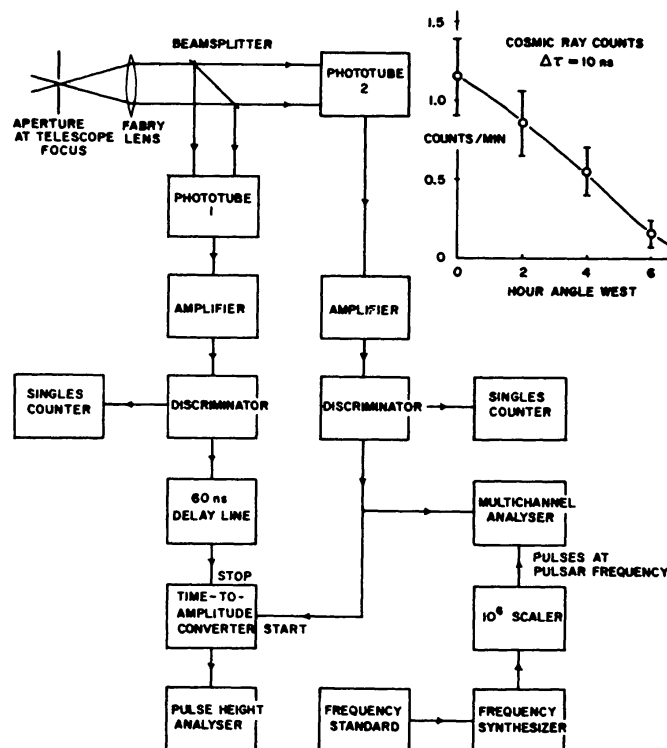 BEAMSPLITTER
APERTURE
AT TELESCOPE
FOCUS
FABRY
LENS
PHOTOTUBE
2
PHOTOTUBE
1
AMPLIFIER
AMPLIFIER
SINGLES
COUNTER
DISCRIMINATOR
DISCRIMINATOR
SINGLES
COUNTER
60 ns
DELAY LINE
MULTICHANNEL
ANALYSER
PULSES AT
PULSAR FREQUENCY
STOP
TIME-TO-
AMPLITUDE
CONVERTER
START
10⁶ SCALER
PULSE HEIGHT
ANALYSER
FREQUENCY
STANDARD
FREQUENCY
SYNTHESIZER
COSMIC RAY COUNTS
Δτ = 10 ns
1.5
1.0
COUNTS/MIN
0.5
0
0 2 4 6
HOUR ANGLE WEST